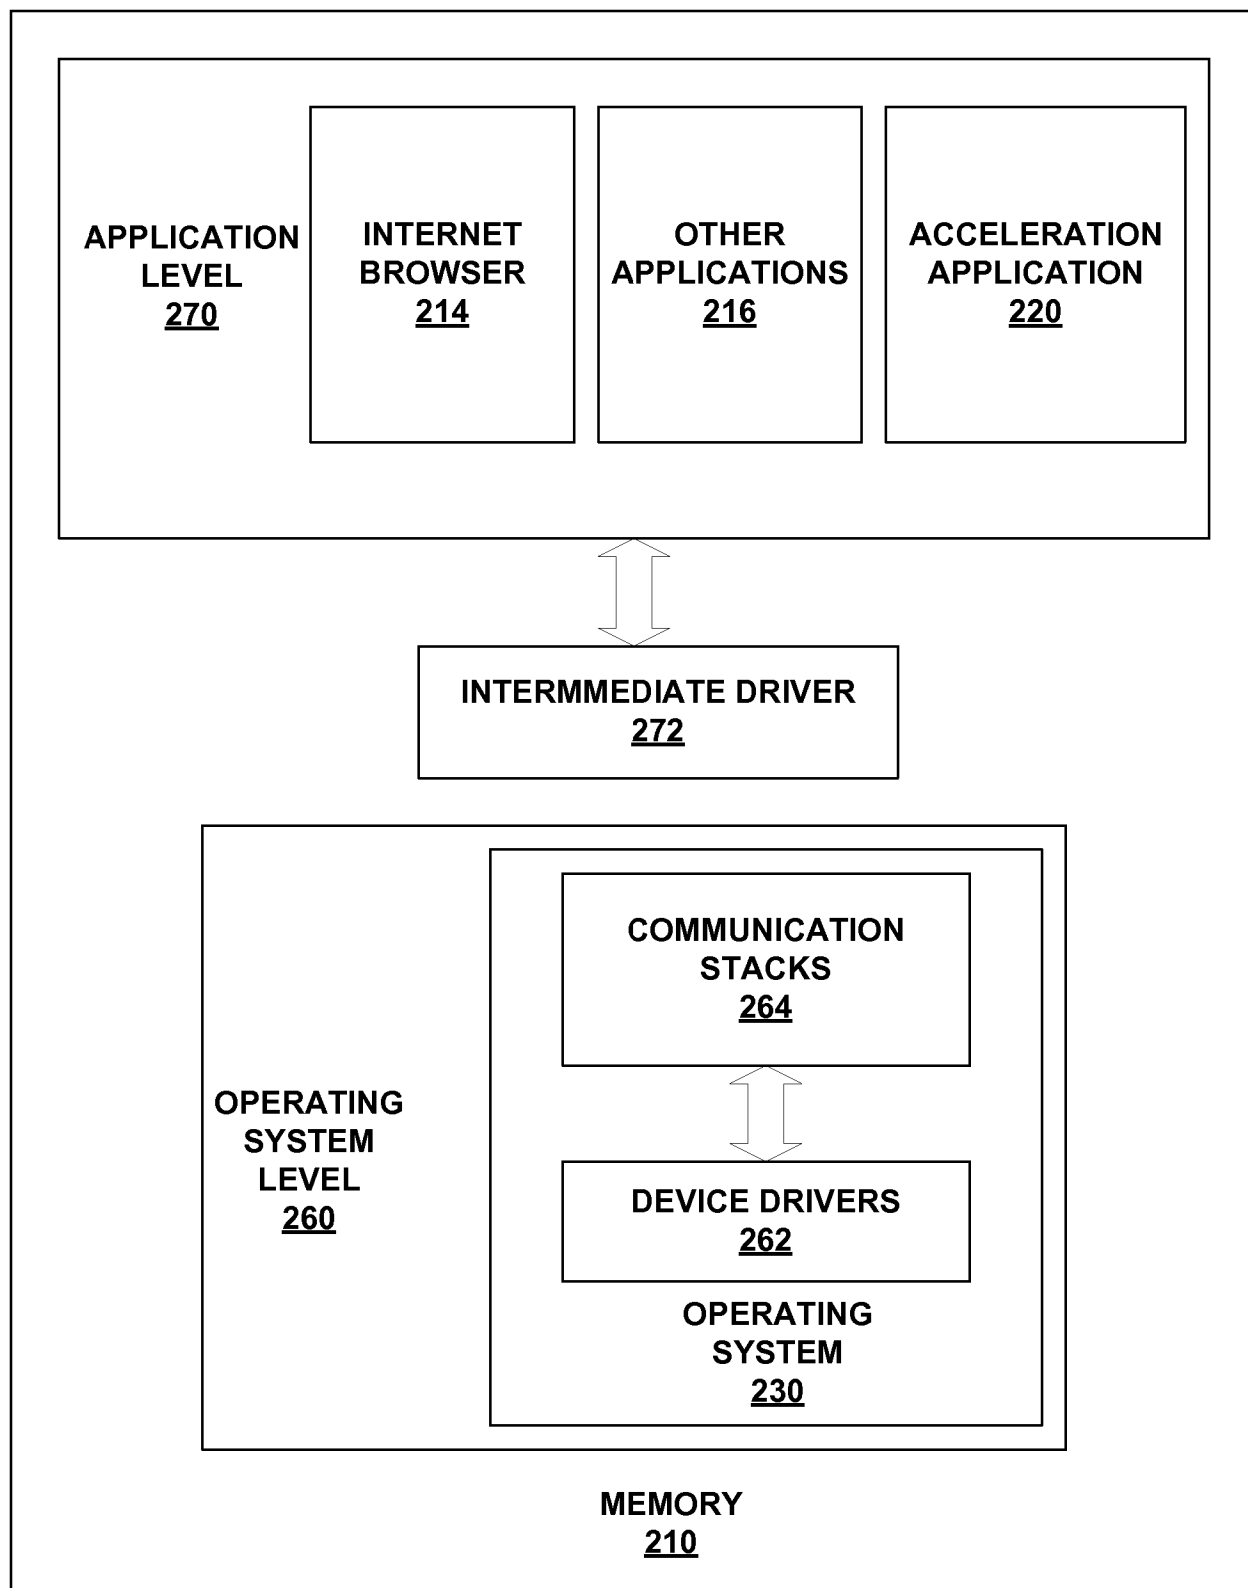 APPLICATION
LEVEL
270
INTERNET
BROWSER
214
OTHER
APPLICATIONS
216
ACCELERATION
APPLICATION
220
INTERMMEDIATE DRIVER
272
OPERATING
SYSTEM
LEVEL
260
COMMUNICATION
STACKS
264
DEVICE DRIVERS
262
OPERATING
SYSTEM
230
MEMORY
210